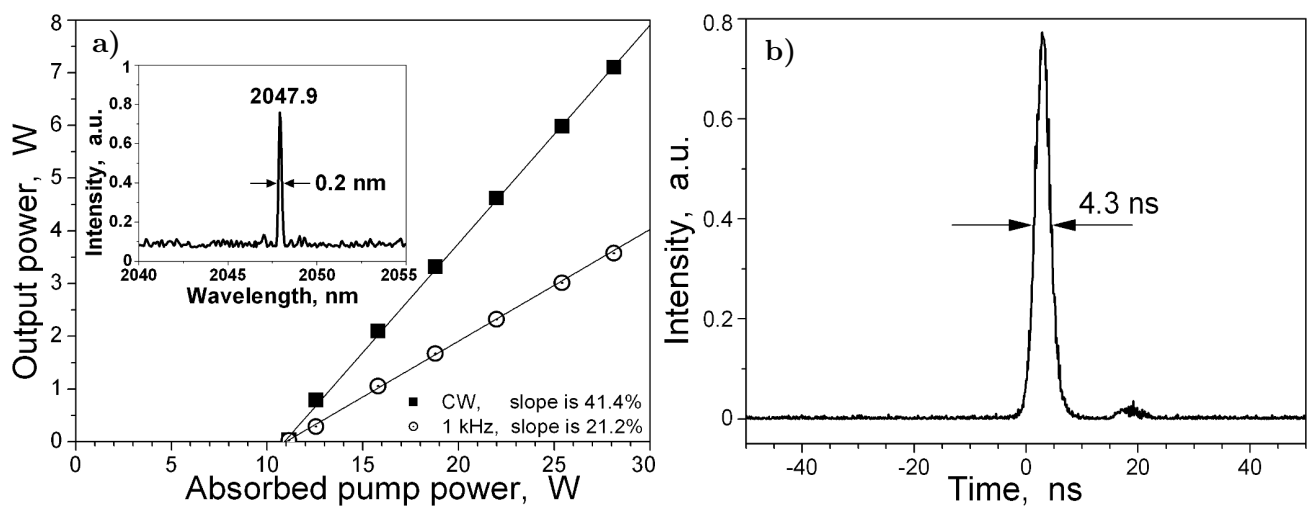 a)
8
7
6
5
4
3
2
1
0
Output power, W
0 5 10 15 20 25 30
Absorbed pump power, W
1
0.8
0.6
0.4
0.2
0
Intensity, a.u.
2047.9
0.2 nm
2040 2045 2050 2055
Wavelength, nm
CW, slope is 41.4%
1 kHz, slope is 21.2%
b)
0.8
0.6
0.4
0.2
0
Intensity, a.u.
4.3 ns
-40 -20 0 20 40
Time, ns